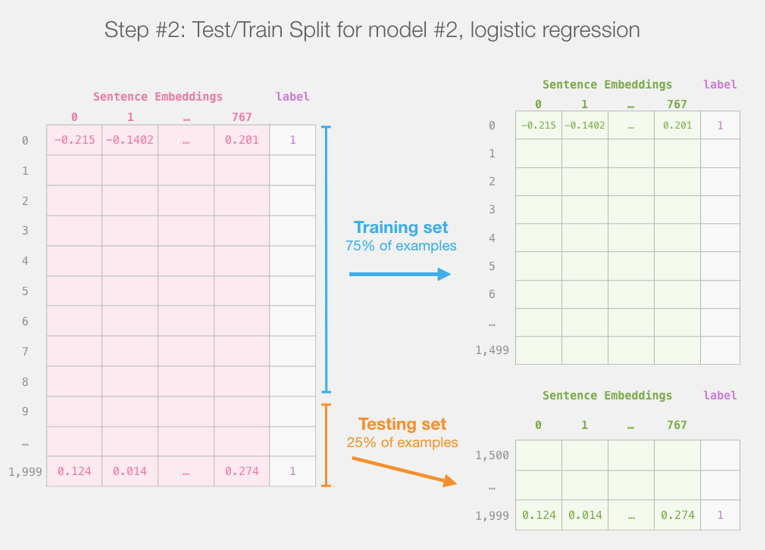 Step #2: Test/Train Split for model #2, logistic regression
Sentence Embeddings label
0 1 … 767
0 -0.215 -0.1402 … 0.201 1
1
2
3
4
5
6
7
8
9
…
1,999 0.124 0.014 … 0.274 1
Training set
75% of examples
Testing set
25% of examples
Sentence Embeddings label
0 1 … 767
0 -0.215 -0.1402 … 0.201 1
1
2
3
4
5
6
…
1,499
Sentence Embeddings label
0 1 … 767
1,500
…
1,999 0.124 0.014 … 0.274 1